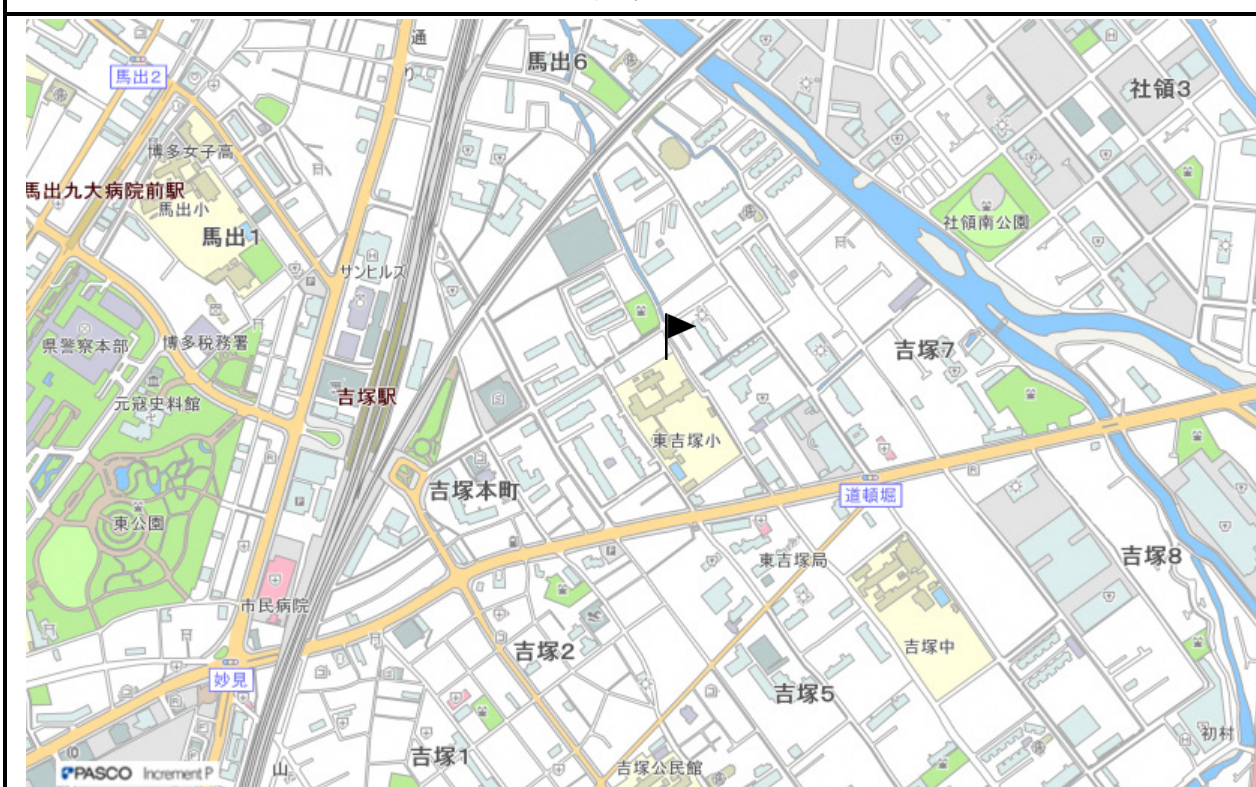 通
り
馬出6
馬出2
社領3
博多女子高
馬出九大病院前駅
馬出小
社領南公園
馬出1
サンヒルズ
県警察本部
博多税務署
吉塚7
吉塚駅
元寇史料館
東吉塚小
吉塚本町
道頓堀
東公園
東吉塚局
吉塚8
市民病院
吉塚2
吉塚中
妙見
吉塚5
初村
吉塚1
吉塚公民館
山
PASCO Increment P